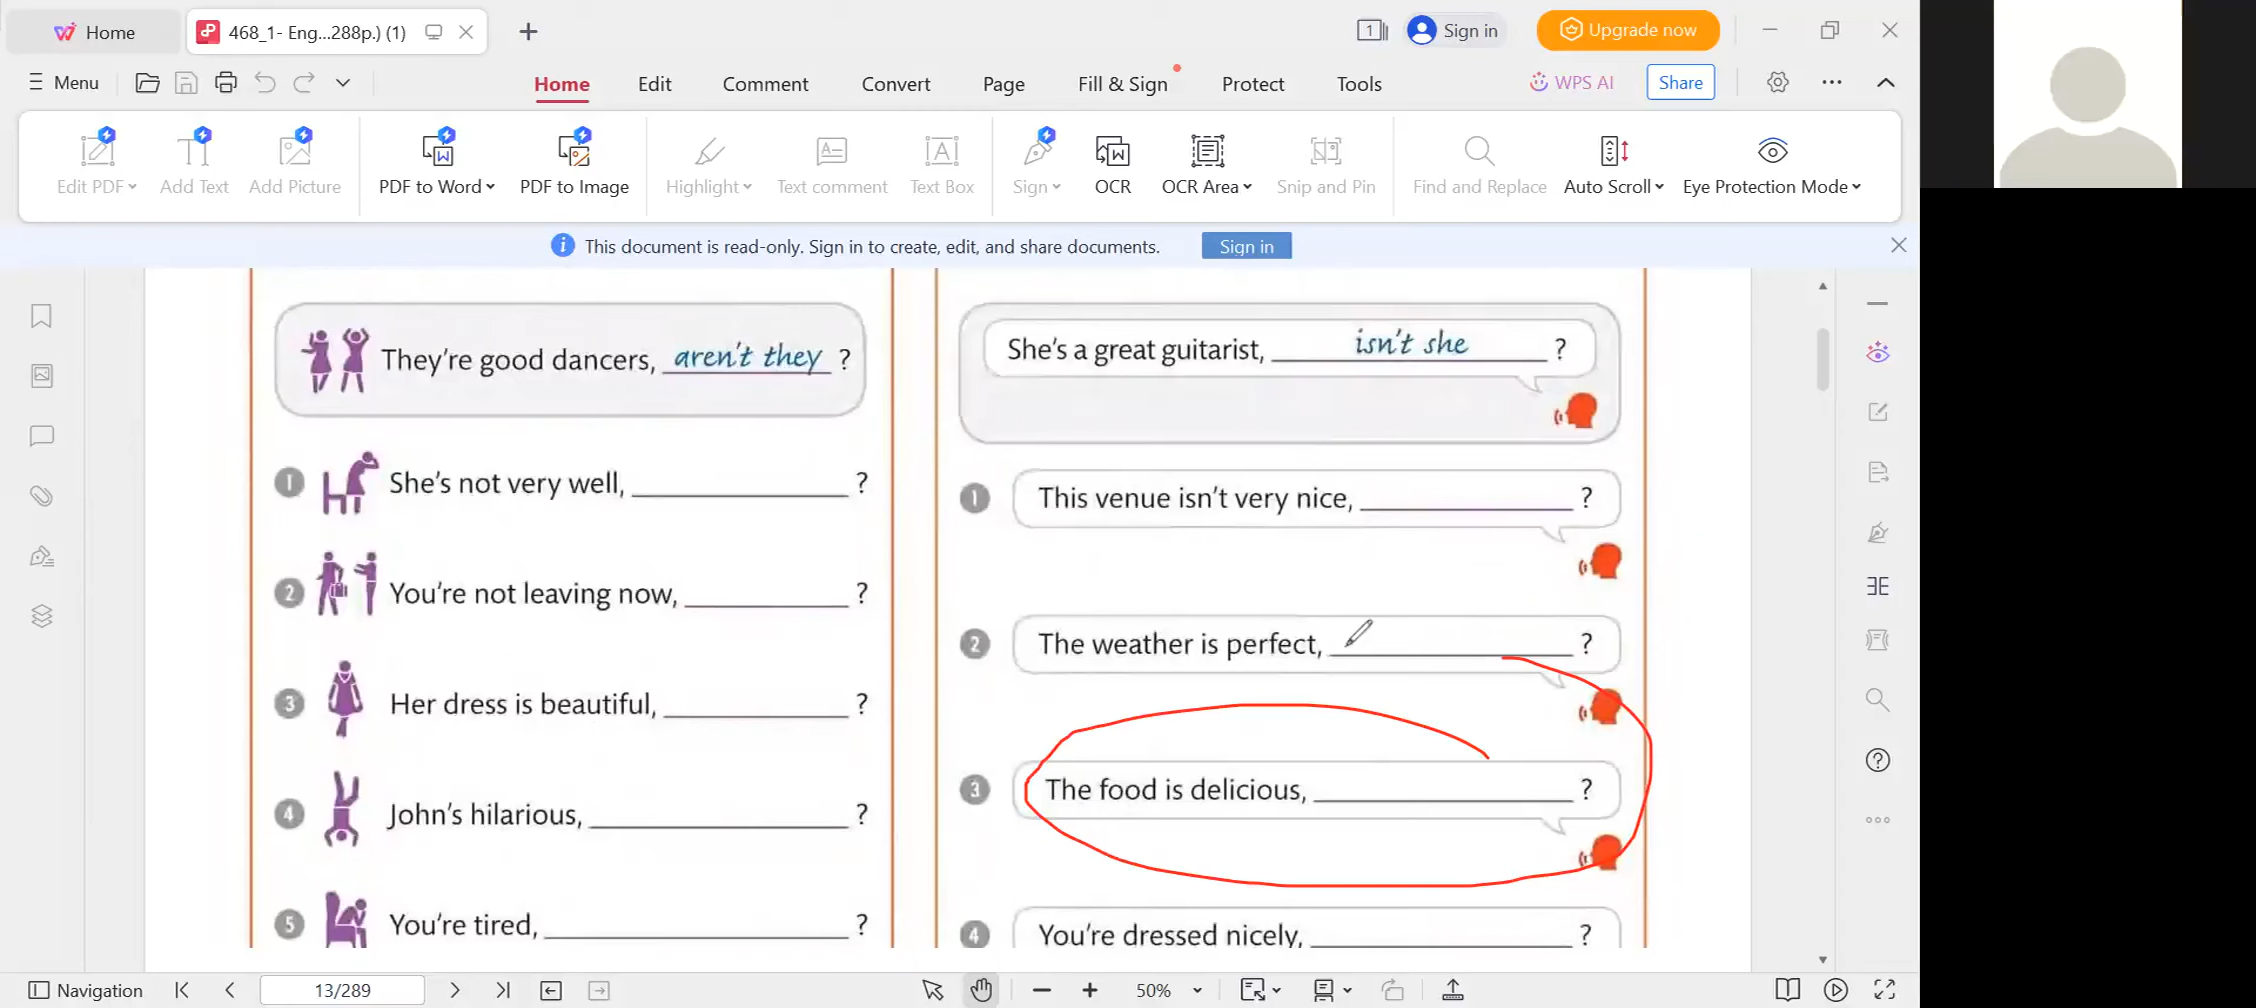 Home
468_1- Eng...288p.) (1)
1
Sign in
Upgrade now
Menu
Home
Edit
Comment
Convert
Page
Fill & Sign
Protect
Tools
WPS AI
Share
Edit PDF
Add Text
Add Picture
PDF to Word
PDF to Image
Highlight
Text comment
Text Box
Sign
OCR
OCR Area
Snip and Pin
Find and Replace
Auto Scroll
Eye Protection Mode
This document is read-only. Sign in to create, edit, and share documents.
Sign in
They're good dancers, aren't they ?
1 She's not very well, ?
2 You're not leaving now, ?
3 Her dress is beautiful, ?
4 John's hilarious, ?
5 You're tired, ?
She's a great guitarist, isn't she ?
1 This venue isn't very nice, ?
2 The weather is perfect, ?
3 The food is delicious, ?
4 You're dressed nicely, ?
Navigation
13/289
50%